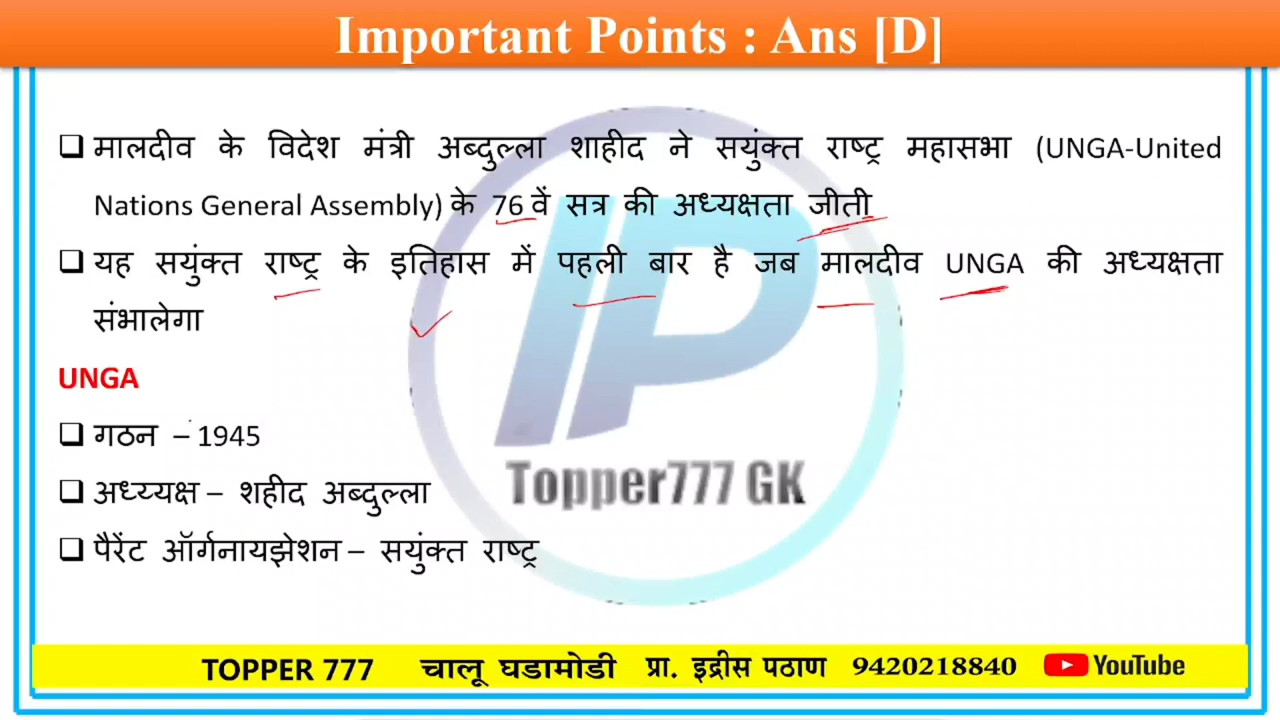 Important Points : Ans [D]
मालदीव के विदेश मंत्री अब्दुल्ला शाहीद ने सयुंक्त राष्ट्र महासभा (UNGA-United
Nations General Assembly) के 76 वें सत्र की अध्यक्षता जीती
यह सयुंक्त राष्ट्र के इतिहास में पहली बार है जब मालदीव UNGA की अध्यक्षता
संभालेगा
UNGA
गठन – 1945
अध्य्यक्ष – शहीद अब्दुल्ला
पैरेंट ऑर्गनायझेशन – सयुंक्त राष्ट्र
Topper777 GK
TOPPER 777 चालू घडामोडी प्रा. इद्रीस पठाण 9420218840 YouTube